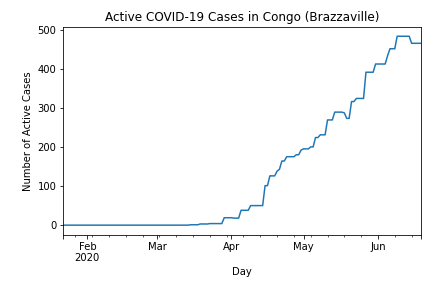 Active COVID-19 Cases in Congo (Brazzaville)
Number of Active Cases
500
400
300
200
100
0
Feb Mar Apr May Jun
2020
Day